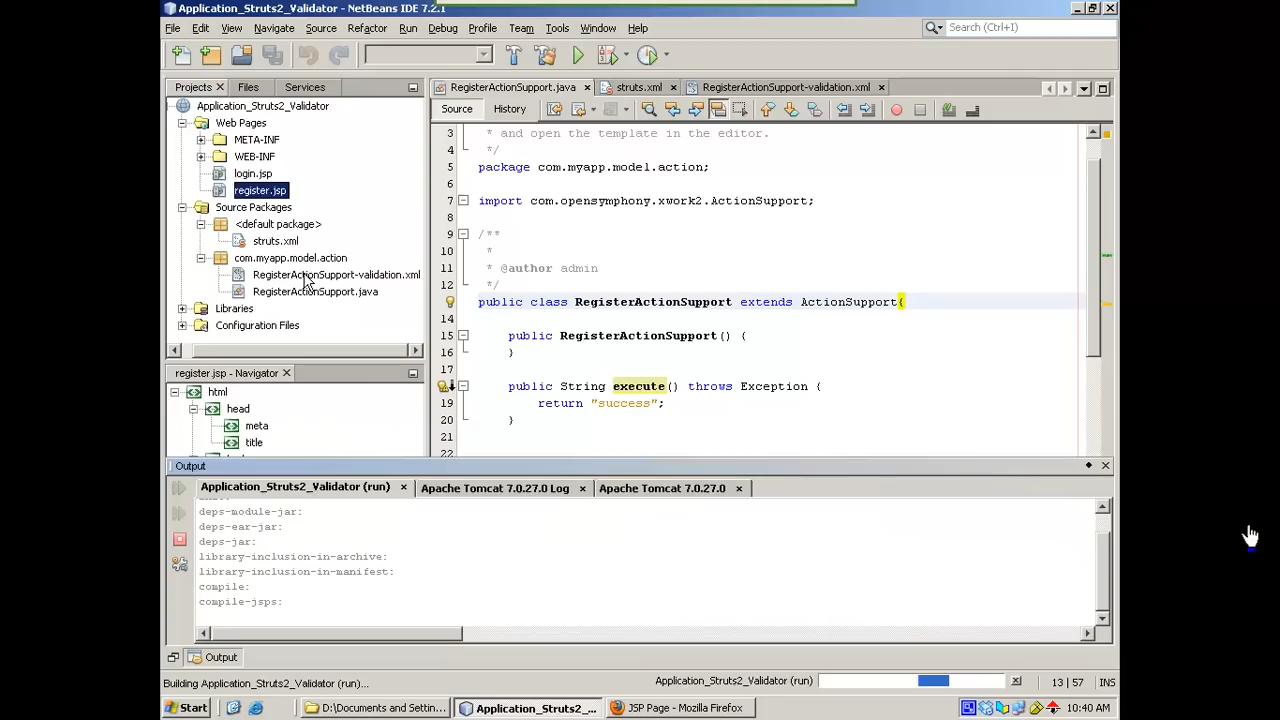 Application_Struts2_Validator - NetBeans IDE 7.2.1
File Edit View Navigate Source Refactor Run Debug Profile Team Tools Window Help
Search (Ctrl+I)
Projects Files Services
Application_Struts2_Validator
Web Pages
META-INF
WEB-INF
login.jsp
register.jsp
Source Packages
<default package>
struts.xml
com.myapp.model.action
RegisterActionSupport-validation.xml
RegisterActionSupport.java
Libraries
Configuration Files
register.jsp - Navigator
html
head
meta
title
RegisterActionSupport.java struts.xml RegisterActionSupport-validation.xml
Source History
3 * and open the template in the editor.
4 */
5 package com.myapp.model.action;
6
7 import com.opensymphony.xwork2.ActionSupport;
8
9 /**
10 *
11 * @author admin
12 */
public class RegisterActionSupport extends ActionSupport{
14
15 public RegisterActionSupport() {
16 }
17
public String execute() throws Exception {
19 return "success";
20 }
21
22
Output
Application_Struts2_Validator (run) Apache Tomcat 7.0.27.0 Log Apache Tomcat 7.0.27.0
deps-module-jar:
deps-ear-jar:
deps-jar:
library-inclusion-in-archive:
library-inclusion-in-manifest:
compile:
compile-jsps:
Output
Building Application_Struts2_Validator (run)...
Application_Struts2_Validator (run)
13 | 57 INS
Start
D:\Documents and Settin...
Application_Struts2_...
JSP Page - Mozilla Firefox
10:40 AM